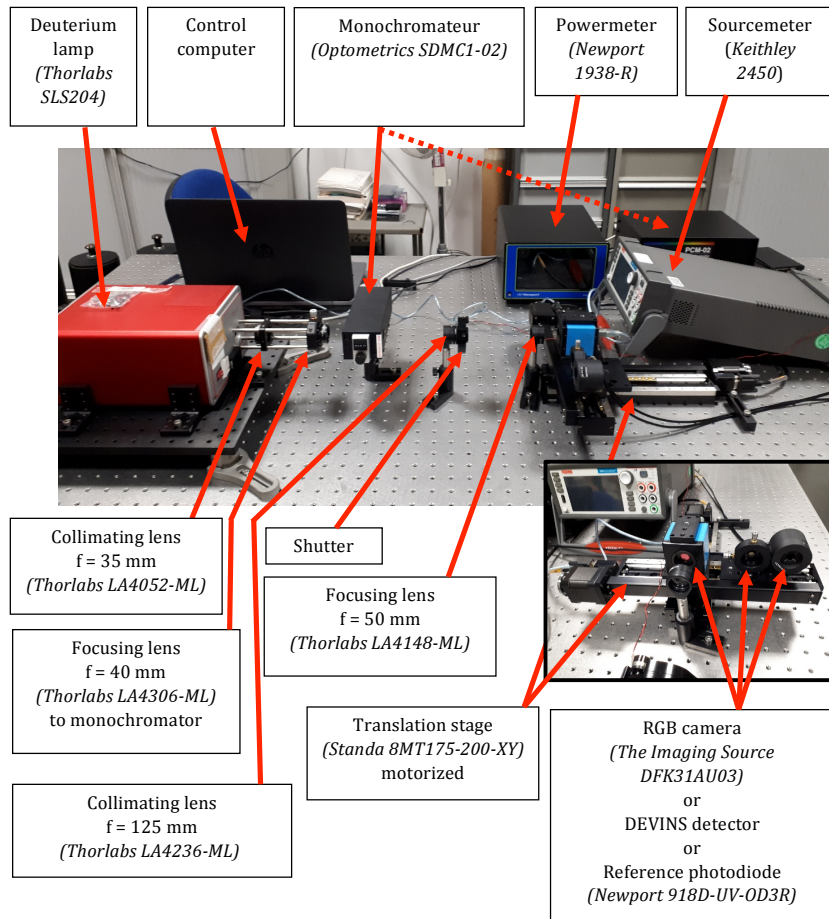 Deuterium
lamp
(Thorlabs
SLS204)
Control
computer
Monochromateur
(Optometrics SDMC1-02)
Powermeter
(Newport
1938-R)
Sourcemeter
(Keithley
2450)
PCM-02
Collimating lens
f = 35 mm
(Thorlabs LA4052-ML)
Shutter
Focusing lens
f = 50 mm
(Thorlabs LA4148-ML)
Focusing lens
f = 40 mm
(Thorlabs LA4306-ML)
to monochromator
Translation stage
(Standa 8MT175-200-XY)
motorized
RGB camera
(The Imaging Source
DFK31AU03)
or
DEVINS detector
or
Reference photodiode
(Newport 918D-UV-OD3R)
Collimating lens
f = 125 mm
(Thorlabs LA4236-ML)